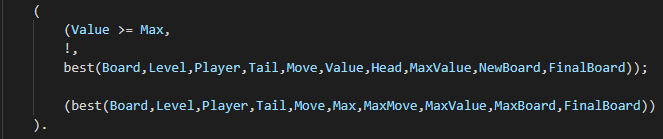 (
(Value >= Max,
!,
best(Board,Level,Player,Tail,Move,Value,Head,MaxValue,NewBoard,FinalBoard));
(best(Board,Level,Player,Tail,Move,Max,MaxMove,MaxValue,MaxBoard,FinalBoard))
).